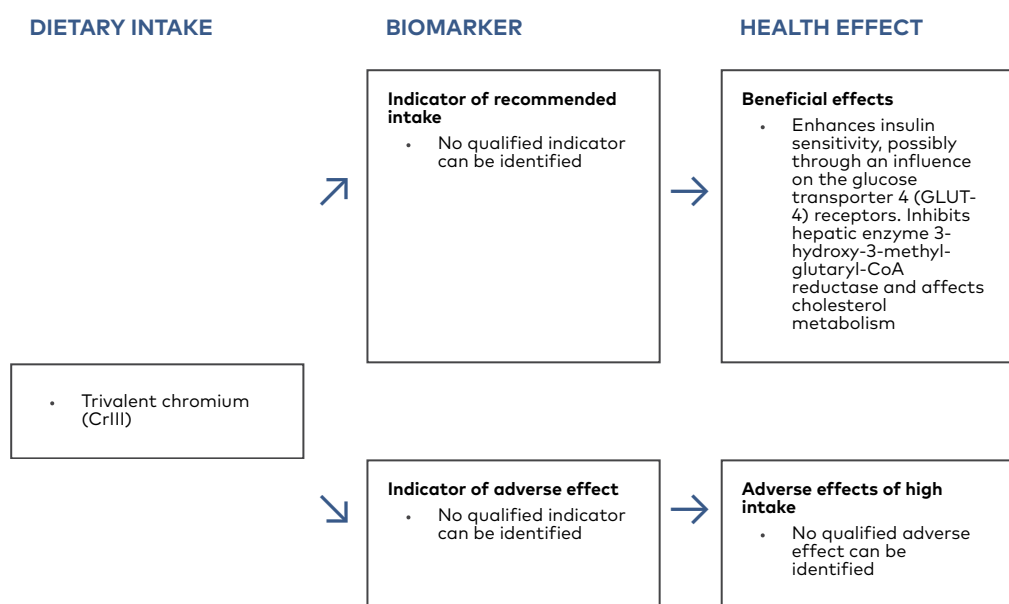 DIETARY INTAKE
BIOMARKER
HEALTH EFFECT
Indicator of recommended
intake
• No qualified indicator
can be identified
Beneficial effects
• Enhances insulin
sensitivity, possibly
through an influence
on the glucose
transporter 4 (GLUT-
4) receptors. Inhibits
hepatic enzyme 3-
hydroxy-3-methyl-
glutaryl-CoA
reductase and affects
cholesterol
metabolism
• Trivalent chromium
(CrIII)
Indicator of adverse effect
• No qualified indicator
can be identified
Adverse effects of high
intake
• No qualified adverse
effect can be
identified